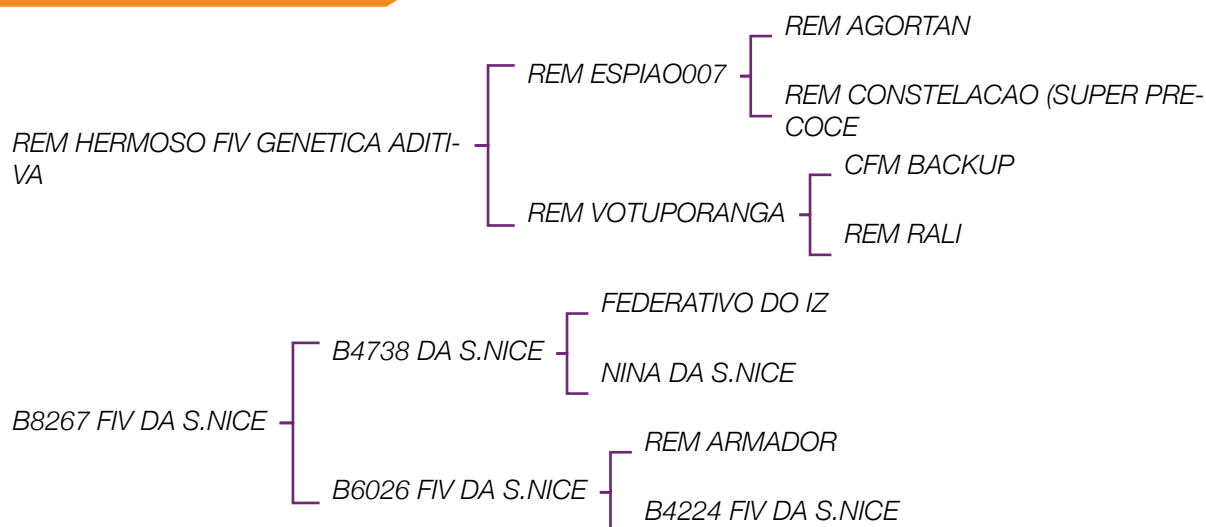 REM AGORTAN
REM ESPIAO007
REM CONSTELACAO (SUPER PRE-
COCE
REM HERMOSO FIV GENETICA ADITI-
VA
CFM BACKUP
REM VOTUPORANGA
REM RALI
FEDERATIVO DO IZ
B4738 DA S.NICE
NINA DA S.NICE
B8267 FIV DA S.NICE
REM ARMADOR
B6026 FIV DA S.NICE
B4224 FIV DA S.NICE